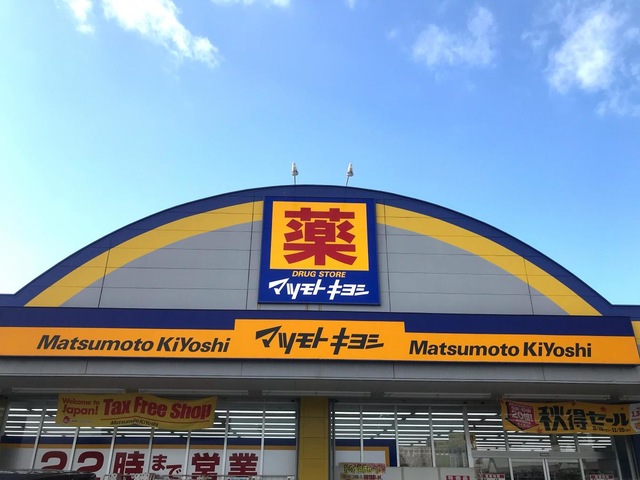 薬
DRUG STORE
マツモトキヨシ
Matsumoto KiYoshi
マツモトキヨシ
Matsumoto KiYoshi
Welcome to
Japan!
Tax Free Shop
MatsumotoKiYoshi
秋得セール
22時まで営業